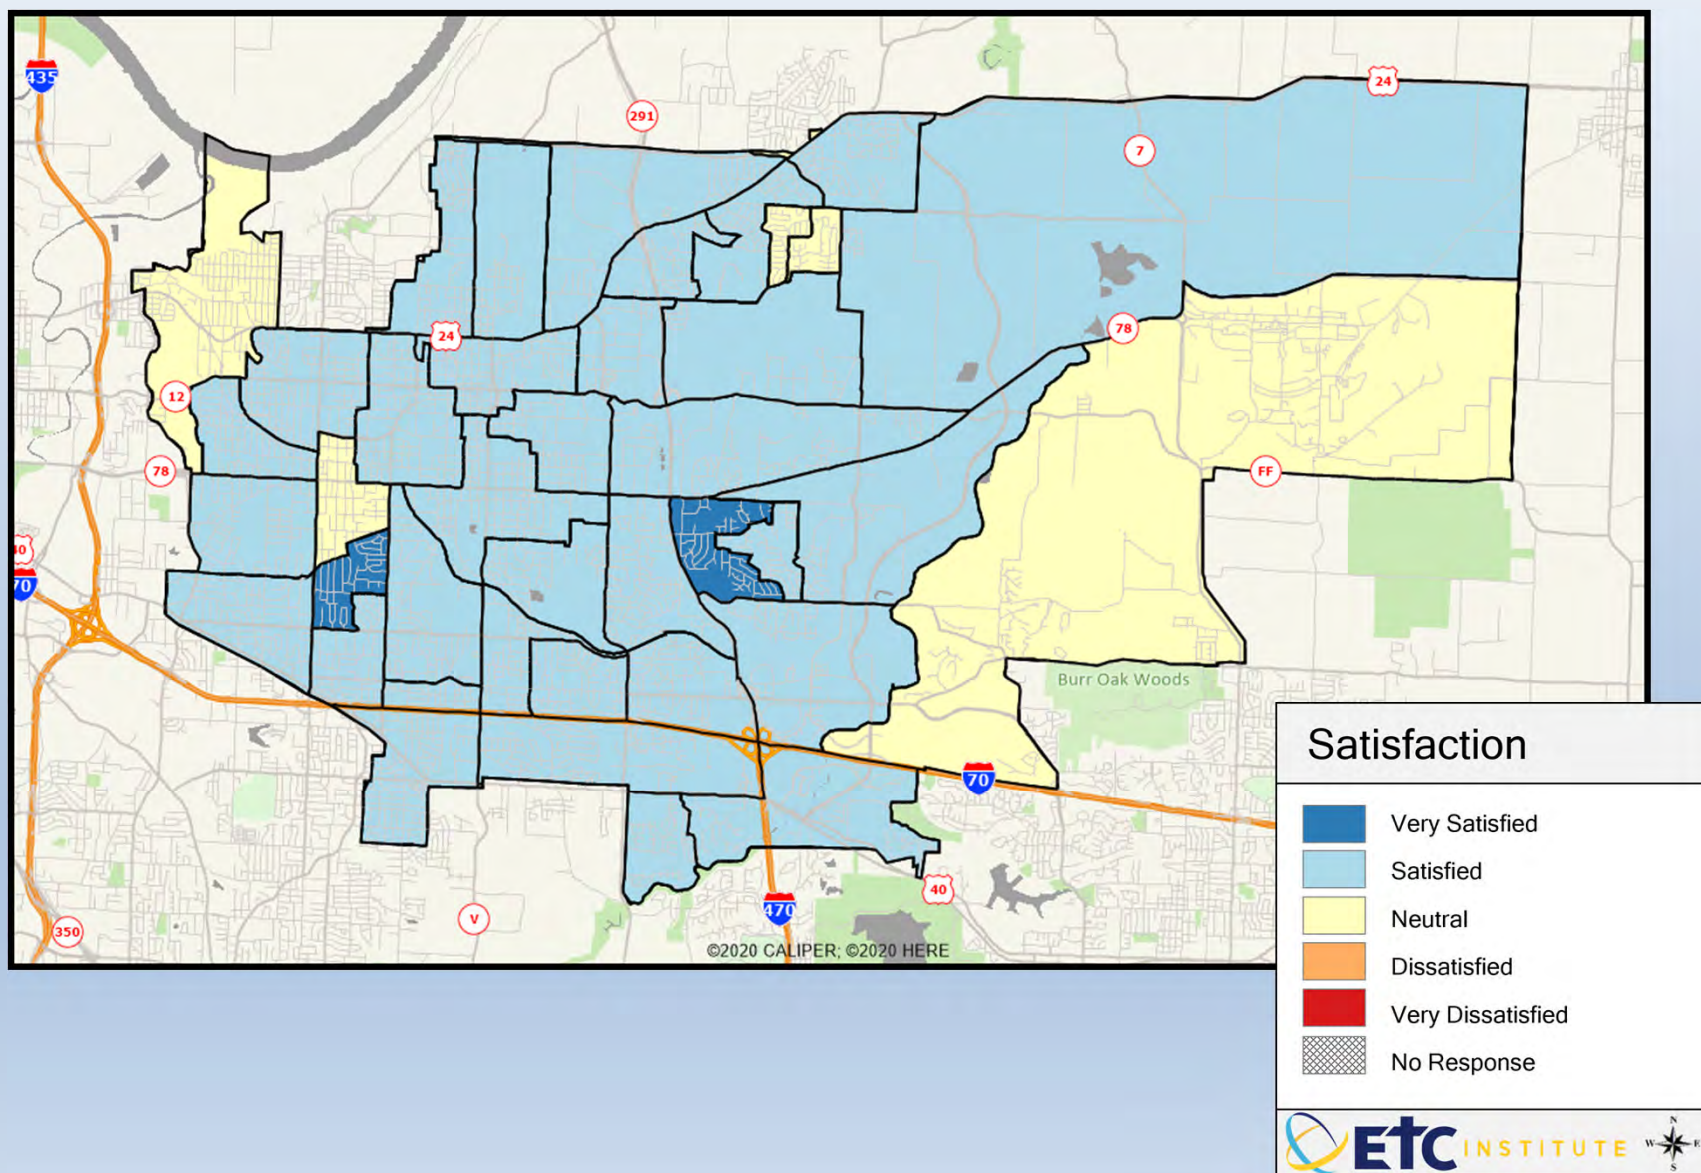 435
24
291
7
24
78
12
78
FF
40
70
Burr Oak Woods
70
40
470
V
350
©2020 CALIPER; ©2020 HERE
Satisfaction
Very Satisfied
Satisfied
Neutral
Dissatisfied
Very Dissatisfied
No Response
ETC INSTITUTE
N
W E
S